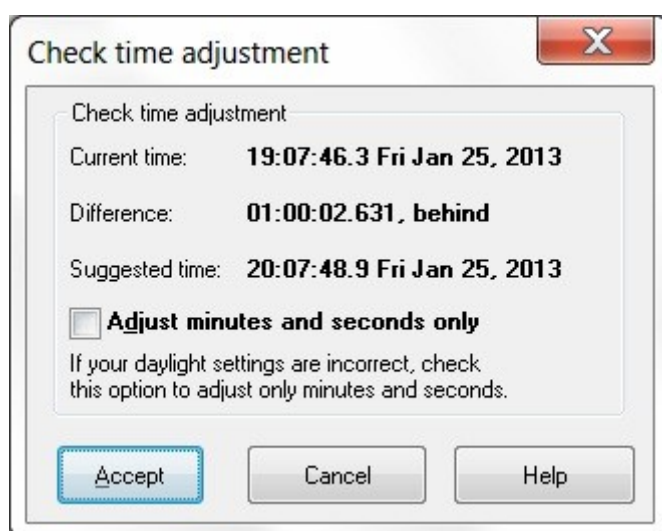 Check time adjustment
Check time adjustment
Current time: 19:07:46.3 Fri Jan 25, 2013
Difference: 01:00:02.631, behind
Suggested time: 20:07:48.9 Fri Jan 25, 2013
Adjust minutes and seconds only
If your daylight settings are incorrect, check
this option to adjust only minutes and seconds.
Accept Cancel Help